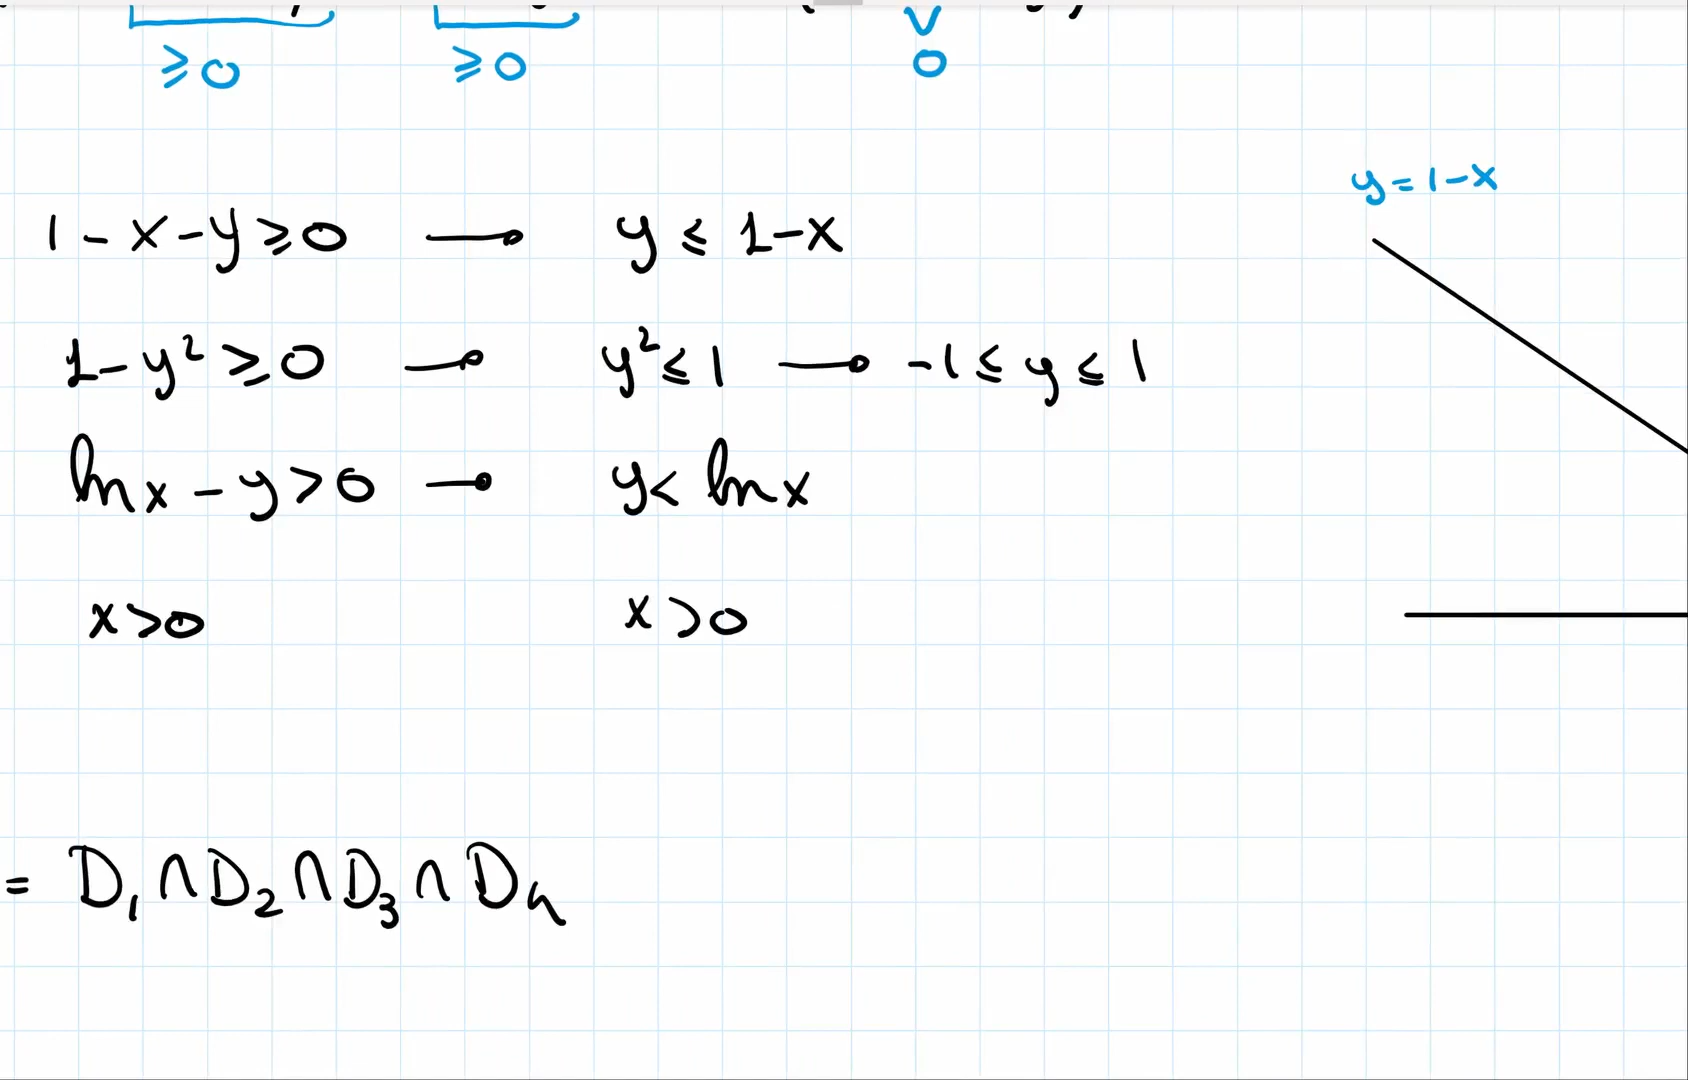 ≥0 ≥0 v 0
y=1-x
1-x-y≥0 → y≤1-x
1-y²≥0 → y²≤1 → -1≤y≤1
lnx-y>0 → y<lnx
x>0 x>0
= D₁∩D₂∩D₃∩D₄